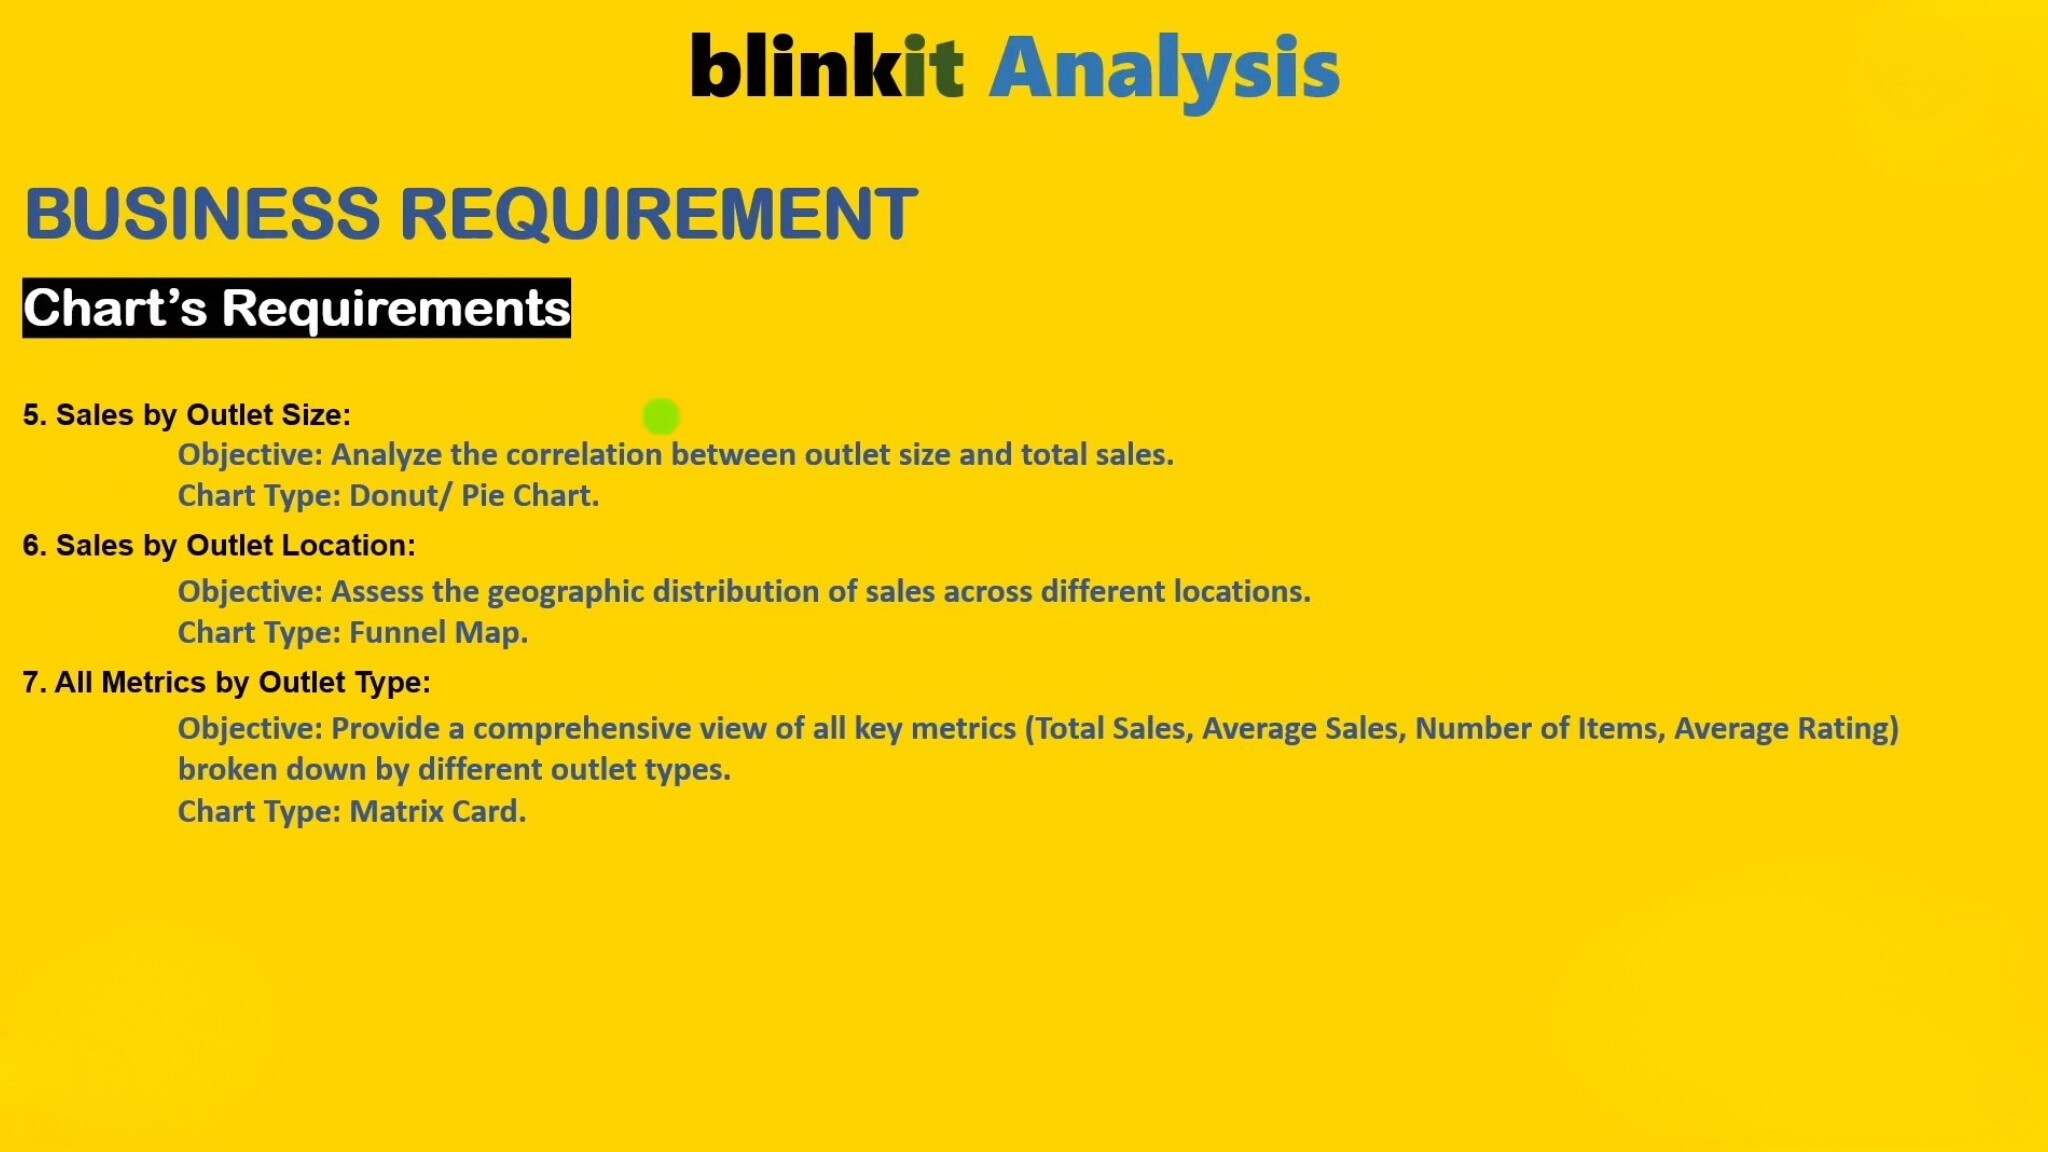 blinkit Analysis
BUSINESS REQUIREMENT
Chart’s Requirements
5. Sales by Outlet Size:
Objective: Analyze the correlation between outlet size and total sales.
Chart Type: Donut/ Pie Chart.
6. Sales by Outlet Location:
Objective: Assess the geographic distribution of sales across different locations.
Chart Type: Funnel Map.
7. All Metrics by Outlet Type:
Objective: Provide a comprehensive view of all key metrics (Total Sales, Average Sales, Number of Items, Average Rating)
broken down by different outlet types.
Chart Type: Matrix Card.